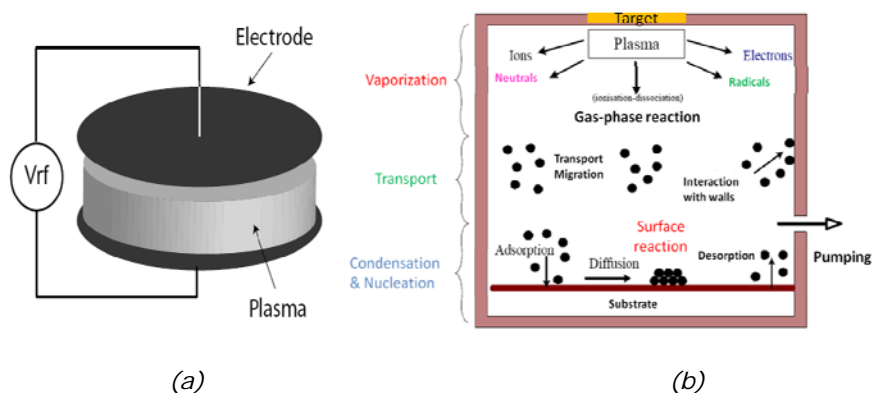 Electrode
Vrf
Plasma
(a)
Target
Plasma
Ions
Electrons
Neutrals
Radicals
(ionisation-dissociation)
Gas-phase reaction
Vaporization
Transport
Transport
Migration
Interaction
with walls
Condensation
& Nucleation
Surface
reaction
Adsorption
Diffusion
Desorption
Pumping
Substrate
(b)